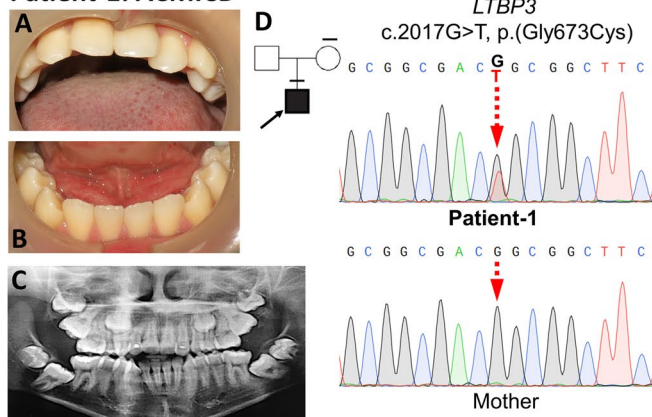 A
B
C
D
LTBP3
c.2017G>T, p.(Gly673Cys)
G
G C G G C G A C T G C G G C T T C
Patient-1
G C G G C G A C G G C G G C T T C
Mother